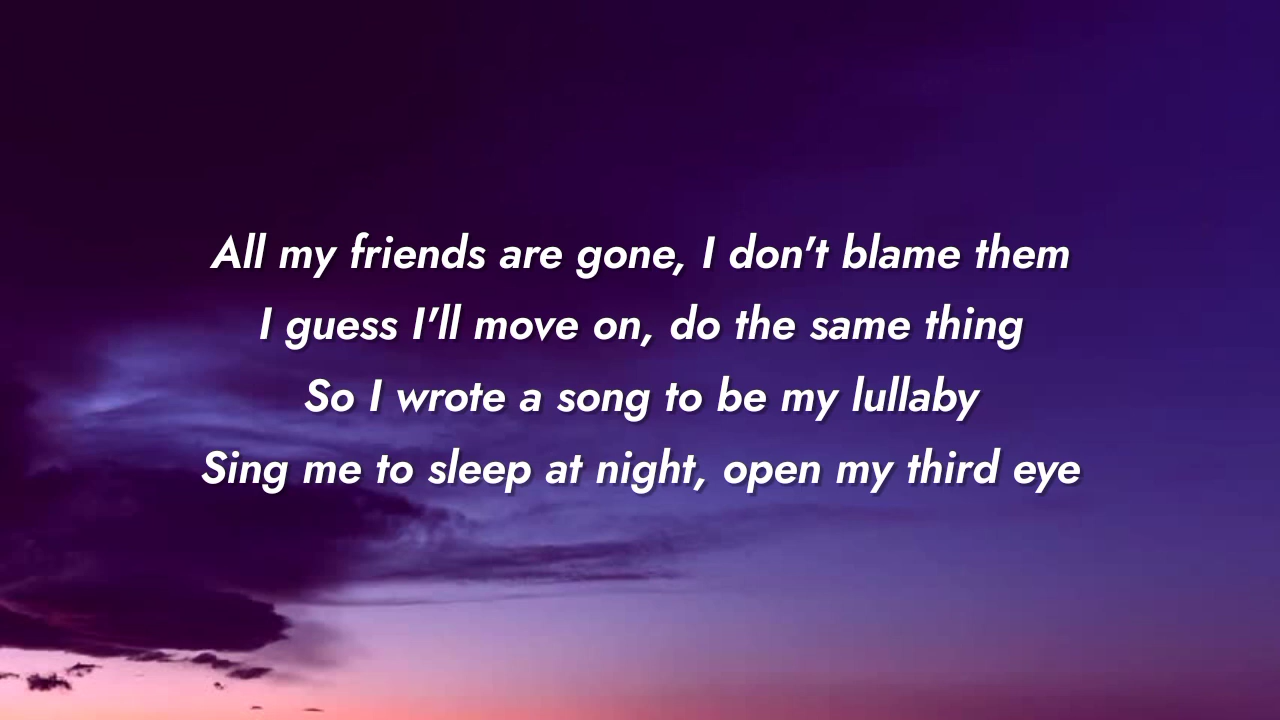 All my friends are gone, I don't blame them
I guess I'll move on, do the same thing
So I wrote a song to be my lullaby
Sing me to sleep at night, open my third eye